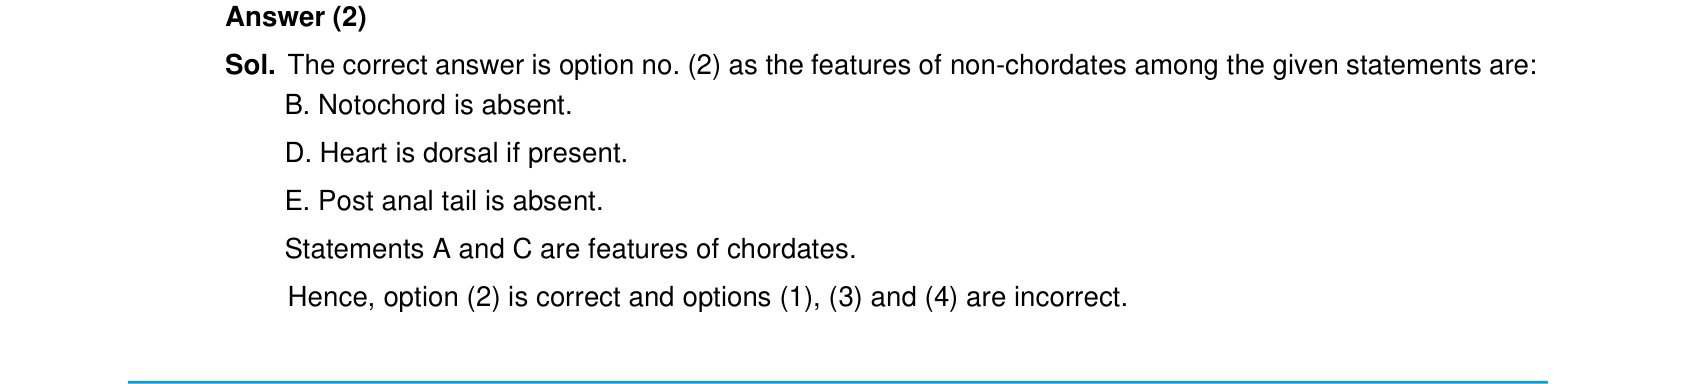 Answer (2)
Sol. The correct answer is option no. (2) as the features of non-chordates among the given statements are:
B. Notochord is absent.
D. Heart is dorsal if present.
E. Post anal tail is absent.
Statements A and C are features of chordates.
Hence, option (2) is correct and options (1), (3) and (4) are incorrect.